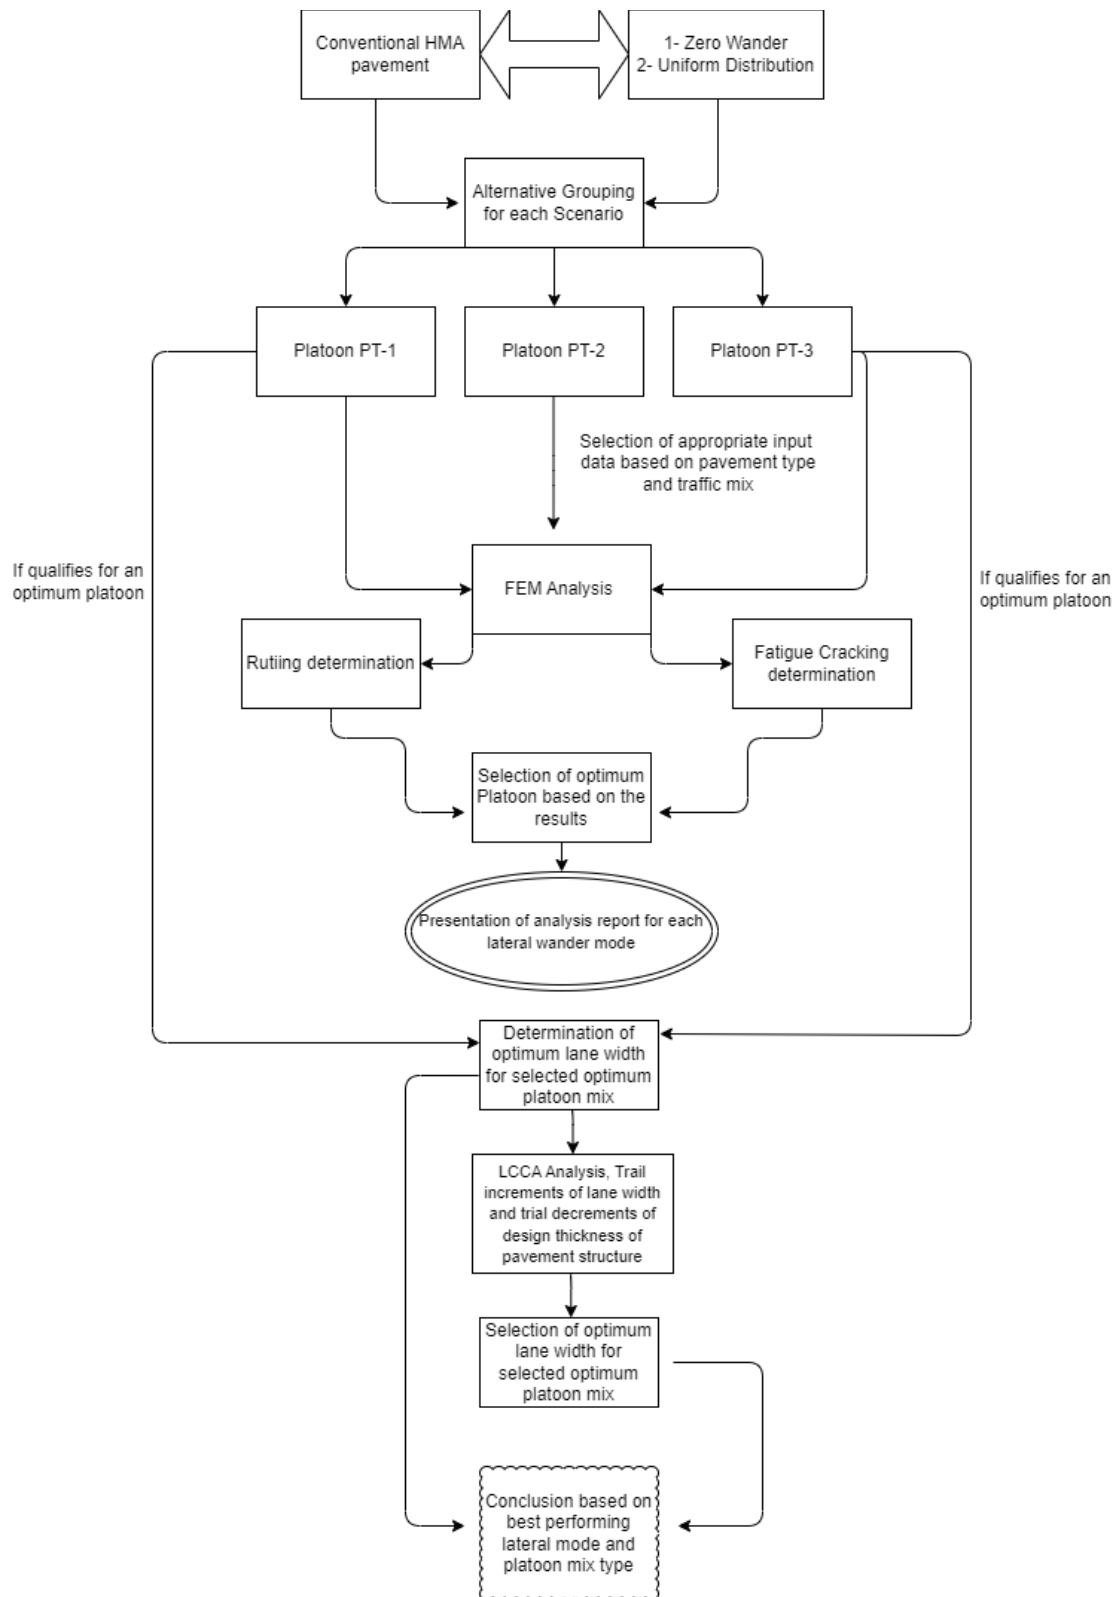 Conventional HMA
pavement
1- Zero Wander
2- Uniform Distribution
Alternative Grouping
for each Scenario
Platoon PT-1
Platoon PT-2
Platoon PT-3
Selection of appropriate input
data based on pavement type
and traffic mix
If qualifies for an
optimum platoon
FEM Analysis
If qualifies for an
optimum platoon
Rutiing determination
Fatigue Cracking
determination
Selection of optimum
Platoon based on the
results
Presentation of analysis report for each
lateral wander mode
Determination of
optimum lane width
for selected optimum
platoon mix
LCCA Analysis, Trail
increments of lane width
and trial decrements of
design thickness of
pavement structure
Selection of optimum
lane width for
selected optimum
platoon mix
Conclusion based on
best performing
lateral mode and
platoon mix type